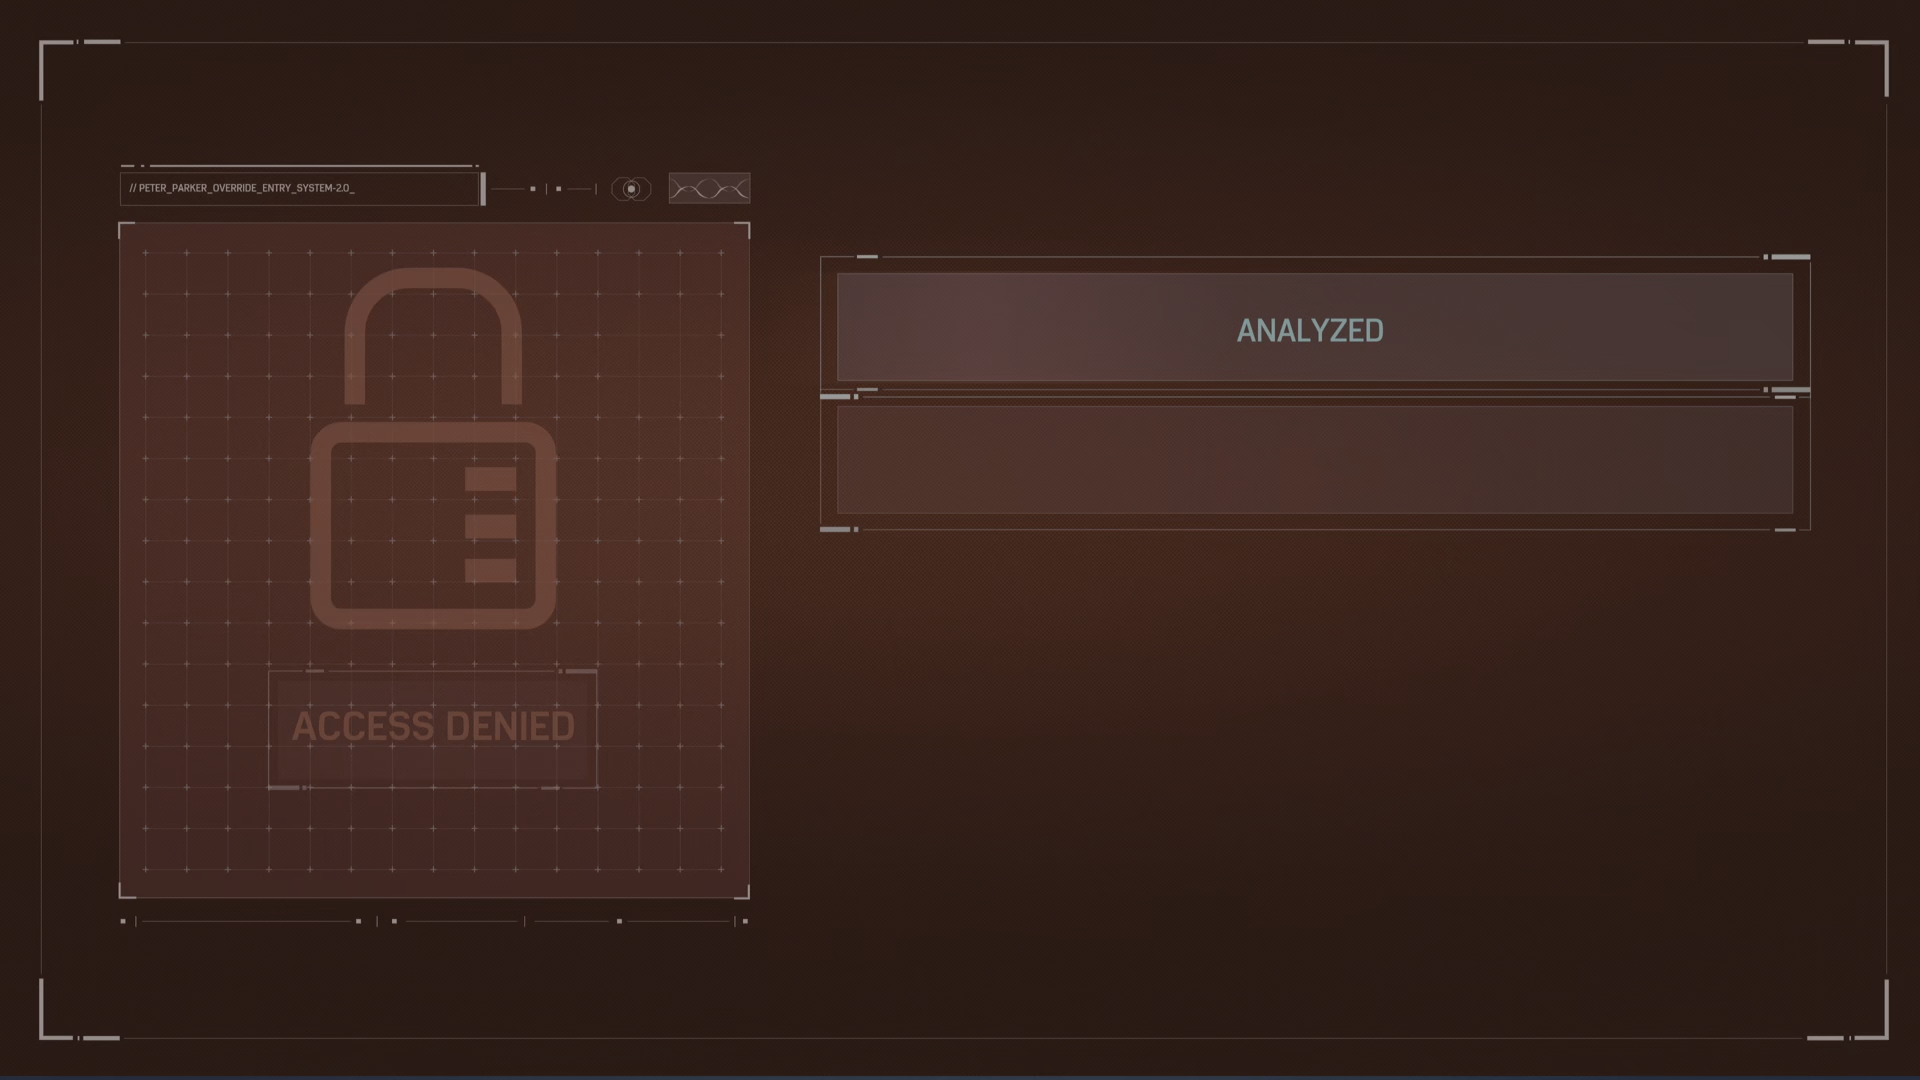 // PETER_PARKER_OVERRIDE_ENTRY_SYSTEM-2.0_
ANALYZED
ACCESS DENIED